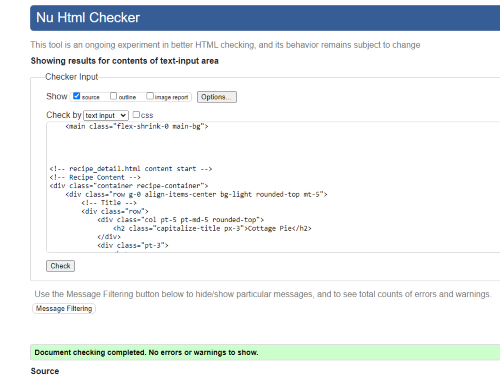 Nu Html Checker
This tool is an ongoing experiment in better HTML checking, and its behavior remains subject to change
Showing results for contents of text-input area
Checker Input
Show source outline image report Options...
Check by text input css
<main class="flex-shrink-0 main-bg">
<!-- recipe_detail.html content start -->
<!-- Recipe Content -->
<div class="container recipe-container">
<div class="row g-0 align-items-center bg-light rounded-top mt-5">
<!-- Title -->
<div class="row">
<div class="col pt-5 pt-md-5 rounded-top">
<h2 class="capitalize-title px-3">Cottage Pie</h2>
</div>
<div class="pt-3">
Check
Use the Message Filtering button below to hide/show particular messages, and to see total counts of errors and warnings.
Message Filtering
Document checking completed. No errors or warnings to show.
Source